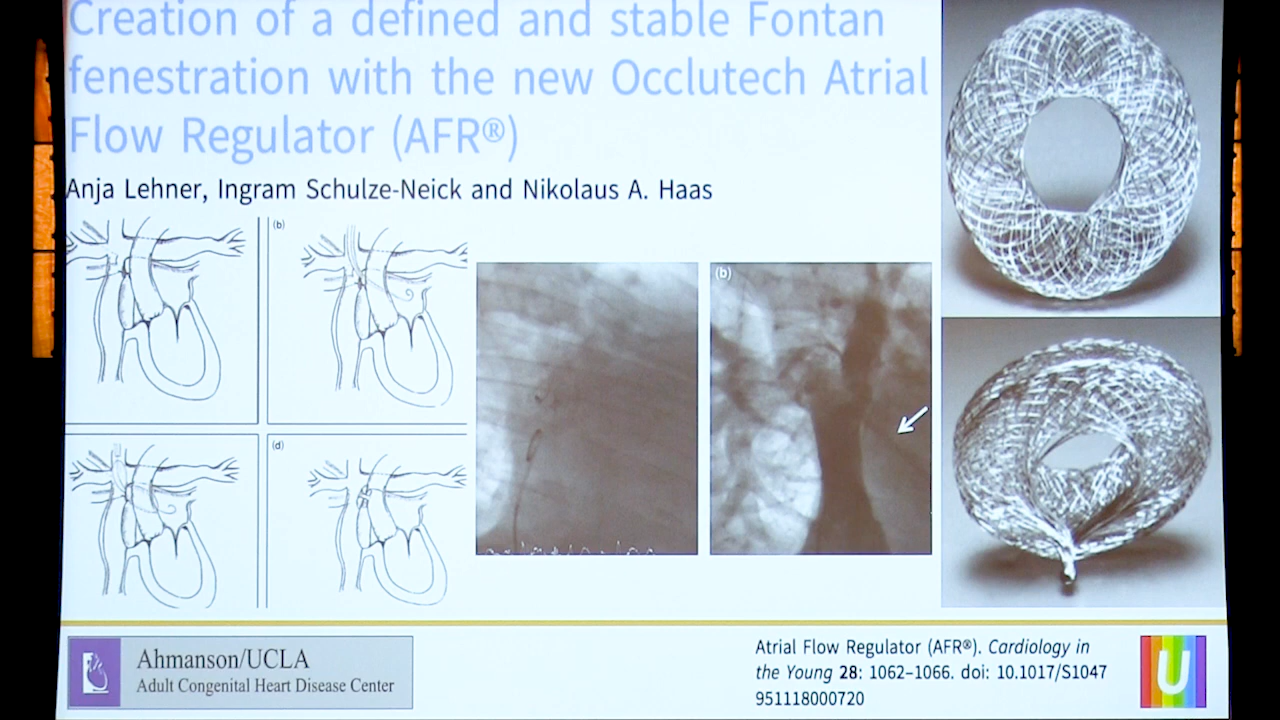 Creation of a defined and stable Fontan
fenestration with the new Occlutech Atrial
Flow Regulator (AFR®)
Anja Lehner, Ingram Schulze-Neick and Nikolaus A. Haas
(b)
(b)
(d)
Ahmanson/UCLA
Adult Congenital Heart Disease Center
Atrial Flow Regulator (AFR®). Cardiology in
the Young 28: 1062–1066. doi: 10.1017/S1047
951118000720
U